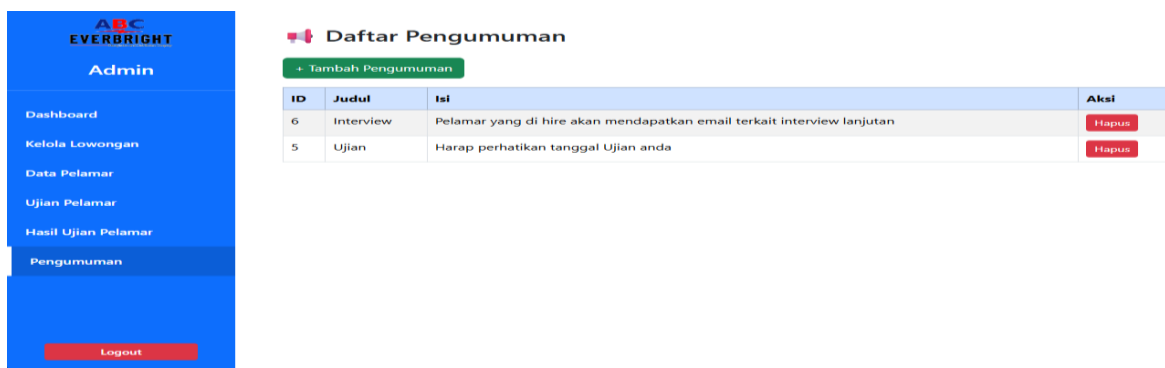 ABC
EVERBRIGHT
Admin
Dashboard
Kelola Lowongan
Data Pelamar
Ujian Pelamar
Hasil Ujian Pelamar
Pengumuman
Logout
Daftar Pengumuman
+ Tambah Pengumuman
ID Judul Isi Aksi
6 Interview Pelamar yang di hire akan mendapatkan email terkait interview lanjutan Hapus
5 Ujian Harap perhatikan tanggal Ujian anda Hapus